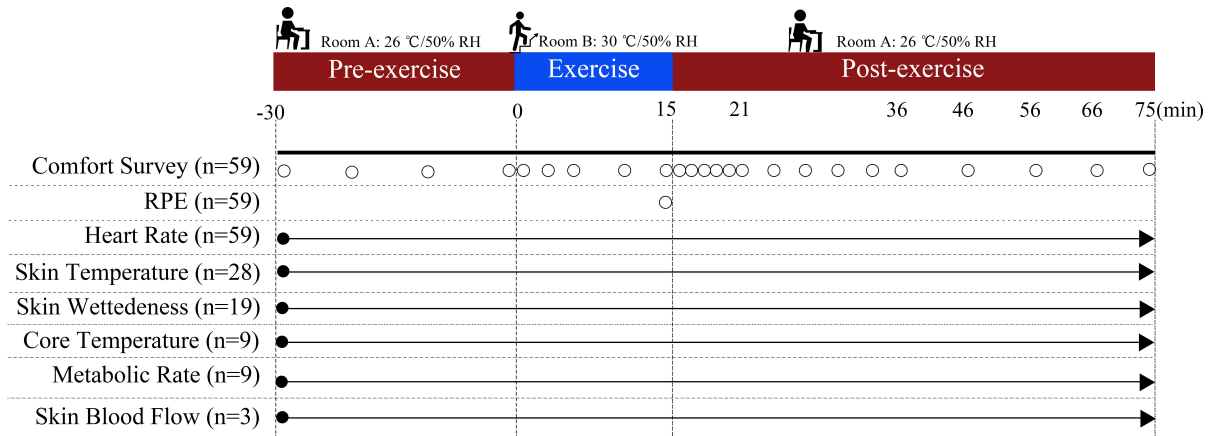 Room A: 26 ℃/50% RH Room B: 30 ℃/50% RH Room A: 26 ℃/50% RH
Pre-exercise Exercise Post-exercise
-30 0 15 21 36 46 56 66 75(min)
Comfort Survey (n=59)
RPE (n=59)
Heart Rate (n=59)
Skin Temperature (n=28)
Skin Wettedeness (n=19)
Core Temperature (n=9)
Metabolic Rate (n=9)
Skin Blood Flow (n=3)